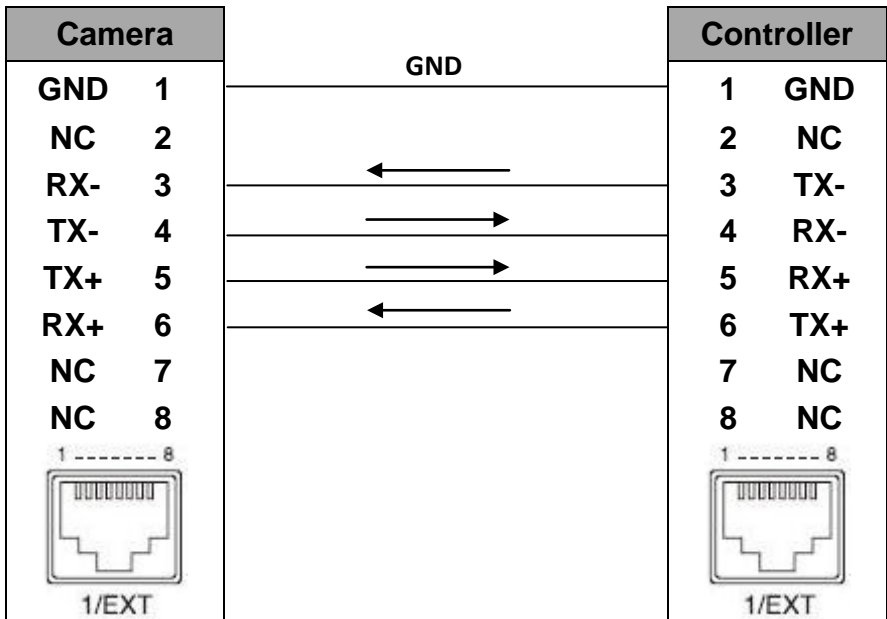 Camera Controller
GND
GND 1 1 GND
NC 2 2 NC
RX- 3 3 TX-
TX- 4 4 RX-
TX+ 5 5 RX+
RX+ 6 6 TX+
NC 7 7 NC
NC 8 8 NC
1 ------- 8 1 ------- 8
1/EXT 1/EXT